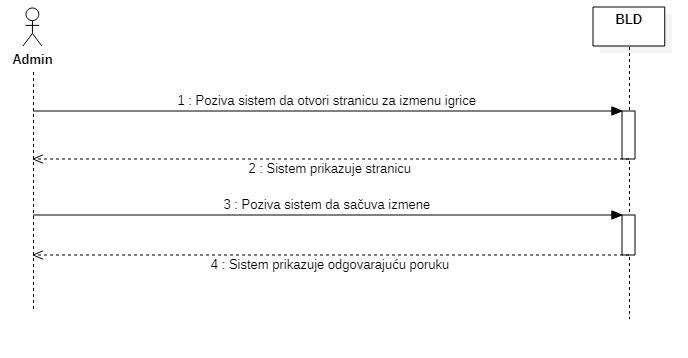 Admin
BLD
1 : Poziva sistem da otvori stranicu za izmenu igrice
2 : Sistem prikazuje stranicu
3 : Poziva sistem da sačuva izmene
4 : Sistem prikazuje odgovarajuću poruku